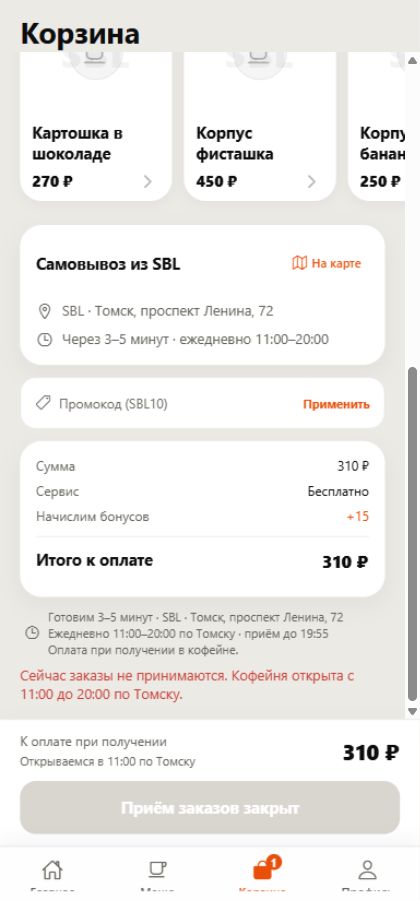 Корзина
Картошка в
шоколаде
270 ₽
Корпус
фисташка
450 ₽
250 ₽
Самовывоз из SBL
На карте
SBL · Томск, проспект Ленина, 72
Через 3–5 минут · ежедневно 11:00–20:00
Промокод (SBL10)
Применить
Сумма
310 ₽
Сервис
Бесплатно
Начислим бонусов
+15
Итого к оплате
310 ₽
Готовим 3–5 минут · SBL · Томск, проспект Ленина, 72
Ежедневно 11:00–20:00 по Томску · приём до 19:55
Оплата при получении в кофейне.
Сейчас заказы не принимаются. Кофейня открыта с
11:00 до 20:00 по Томску.
К оплате при получении
Открываемся в 11:00 по Томску
310 ₽
Приём заказов закрыт
1